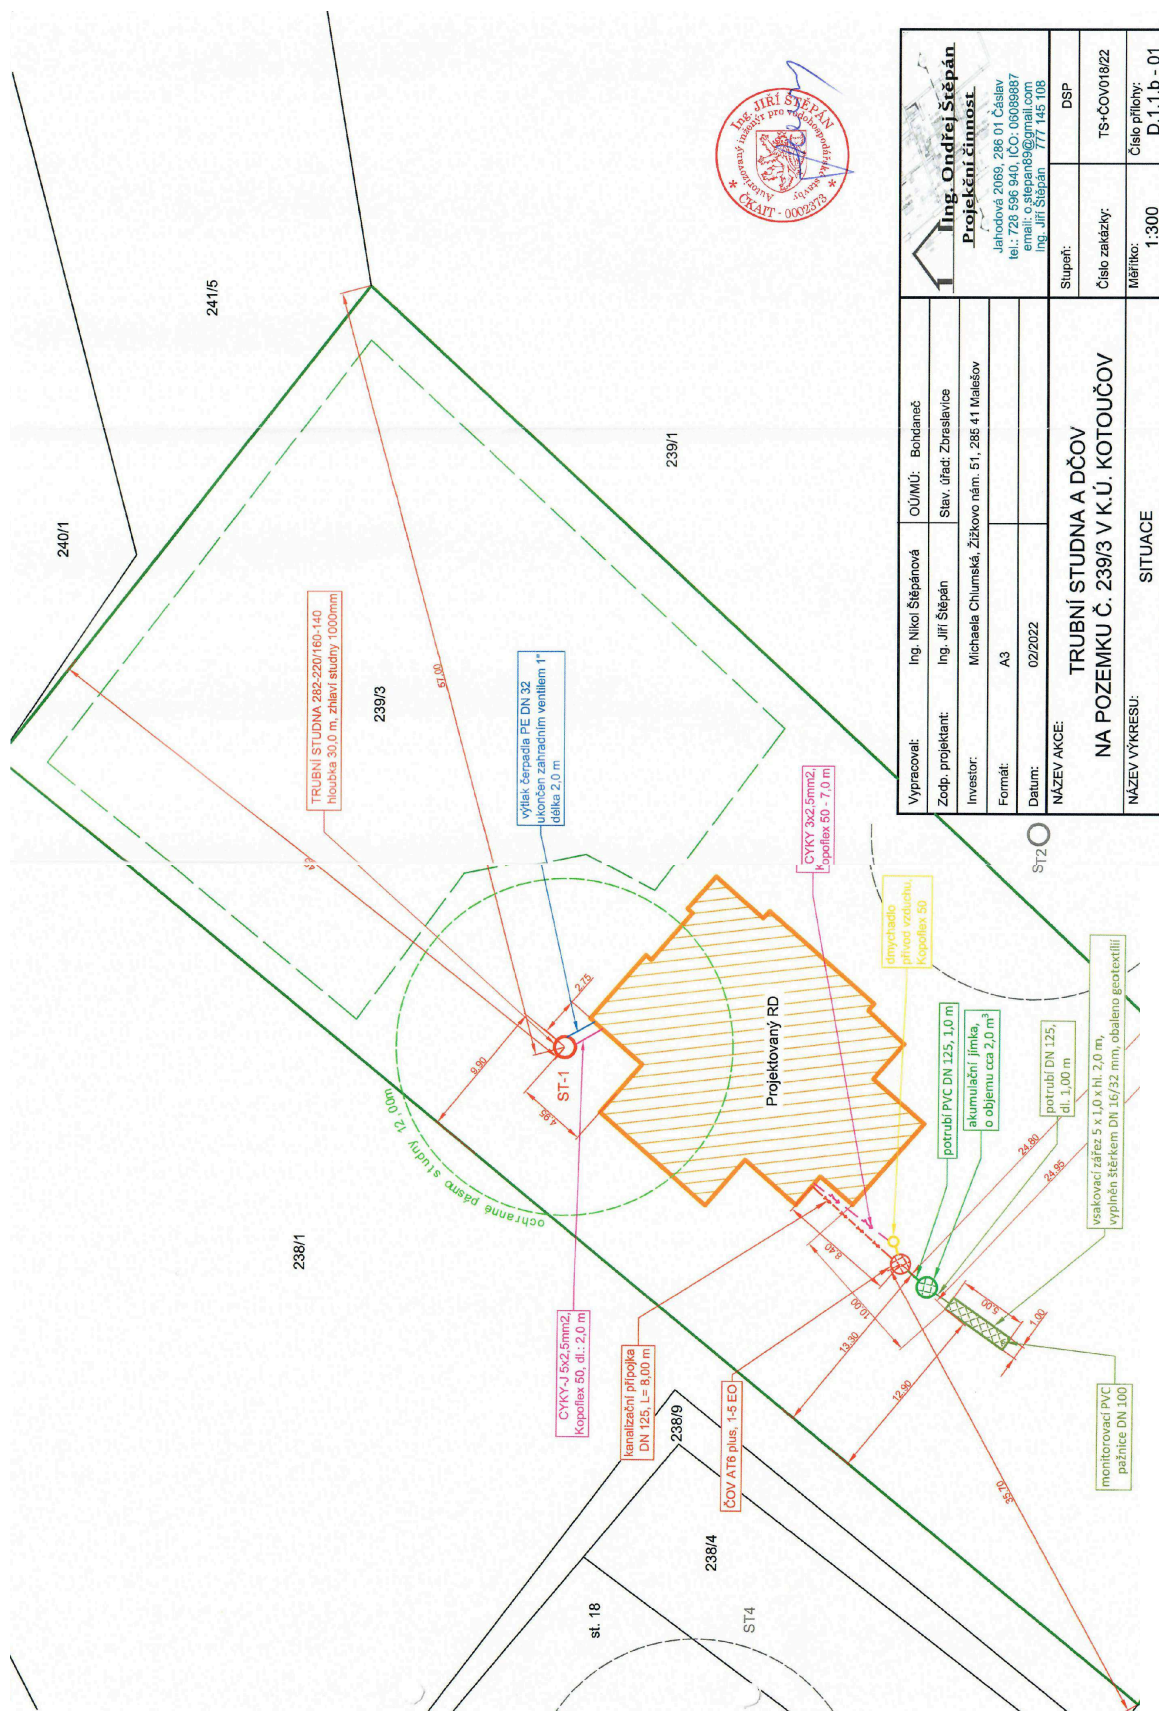 240/1
241/5
239/1
239/3
238/1
238/9
238/4
st. 18
ST4
ST2
TRUBNÍ STUDNA 282-220/160-140
hloubka 30,0 m, zhlaví studny 1000mm
výtlak čerpadla PE DN 32
ukončen zahradním ventilem 1"
délka 2,0 m
67,00
9.90
2.75
4.95
ST-1
ochranné pásmo studny 12,00m
Projektovaný RD
CYKY 3x2,5mm2,
Kopoflex 50 - 7,0 m
dmychadlo
přívod vzduchu,
Kopoflex 50
potrubí PVC DN 125, 1,0 m
akumulační jímka,
o objemu cca 2,0 m³
potrubí DN 125,
dl. 1,00 m
vsakovací zářez 5 x 1,0 x hl. 2,0 m,
vyplněn štěrkem DN 16/32 mm, obaleno geotextílií
monitorovací PVC
pažnice DN 100
CYKY-J 5x2,5mm2,
Kopoflex 50, dl.: 2,0 m
kanalizační přípojka
DN 125, L= 8,00 m
ČOV AT6 plus, 1-5 EO
8,40
10.00
13.30
12.90
24.80
24.95
5.00
1.00
35.70
Ing. JIŘÍ ŠTĚPÁN
Autorizovaný inženýr pro vodohospodářské stavby
ČKAIT - 0002373
Ing. Ondřej Štěpán
Projekční činnost
Jahodová 2069, 286 01 Čáslav
tel.: 728 596 940, IČO: 06089887
email: o.stepan89@gmail.com
Ing. Jiří Štěpán 777 145 108
Vypracoval: Ing. Nikol Štěpánová OÚ/MÚ: Bohdaneč
Zodp. projektant: Ing. Jiří Štěpán Stav. úřad: Zbraslavice
Investor: Michaela Chlumská, Žižkovo nám. 51, 285 41 Malešov
Formát: A3
Datum: 02/2022
NÁZEV AKCE:
TRUBNÍ STUDNA A DČOV
NA POZEMKU Č. 239/3 V K.Ú. KOTOUČOV
Stupeň: DSP
Číslo zakázky: TS+ČOV018/22
NÁZEV VÝKRESU:
SITUACE
Měřítko:
1:300
Číslo přílohy:
D.1.1.b - 01